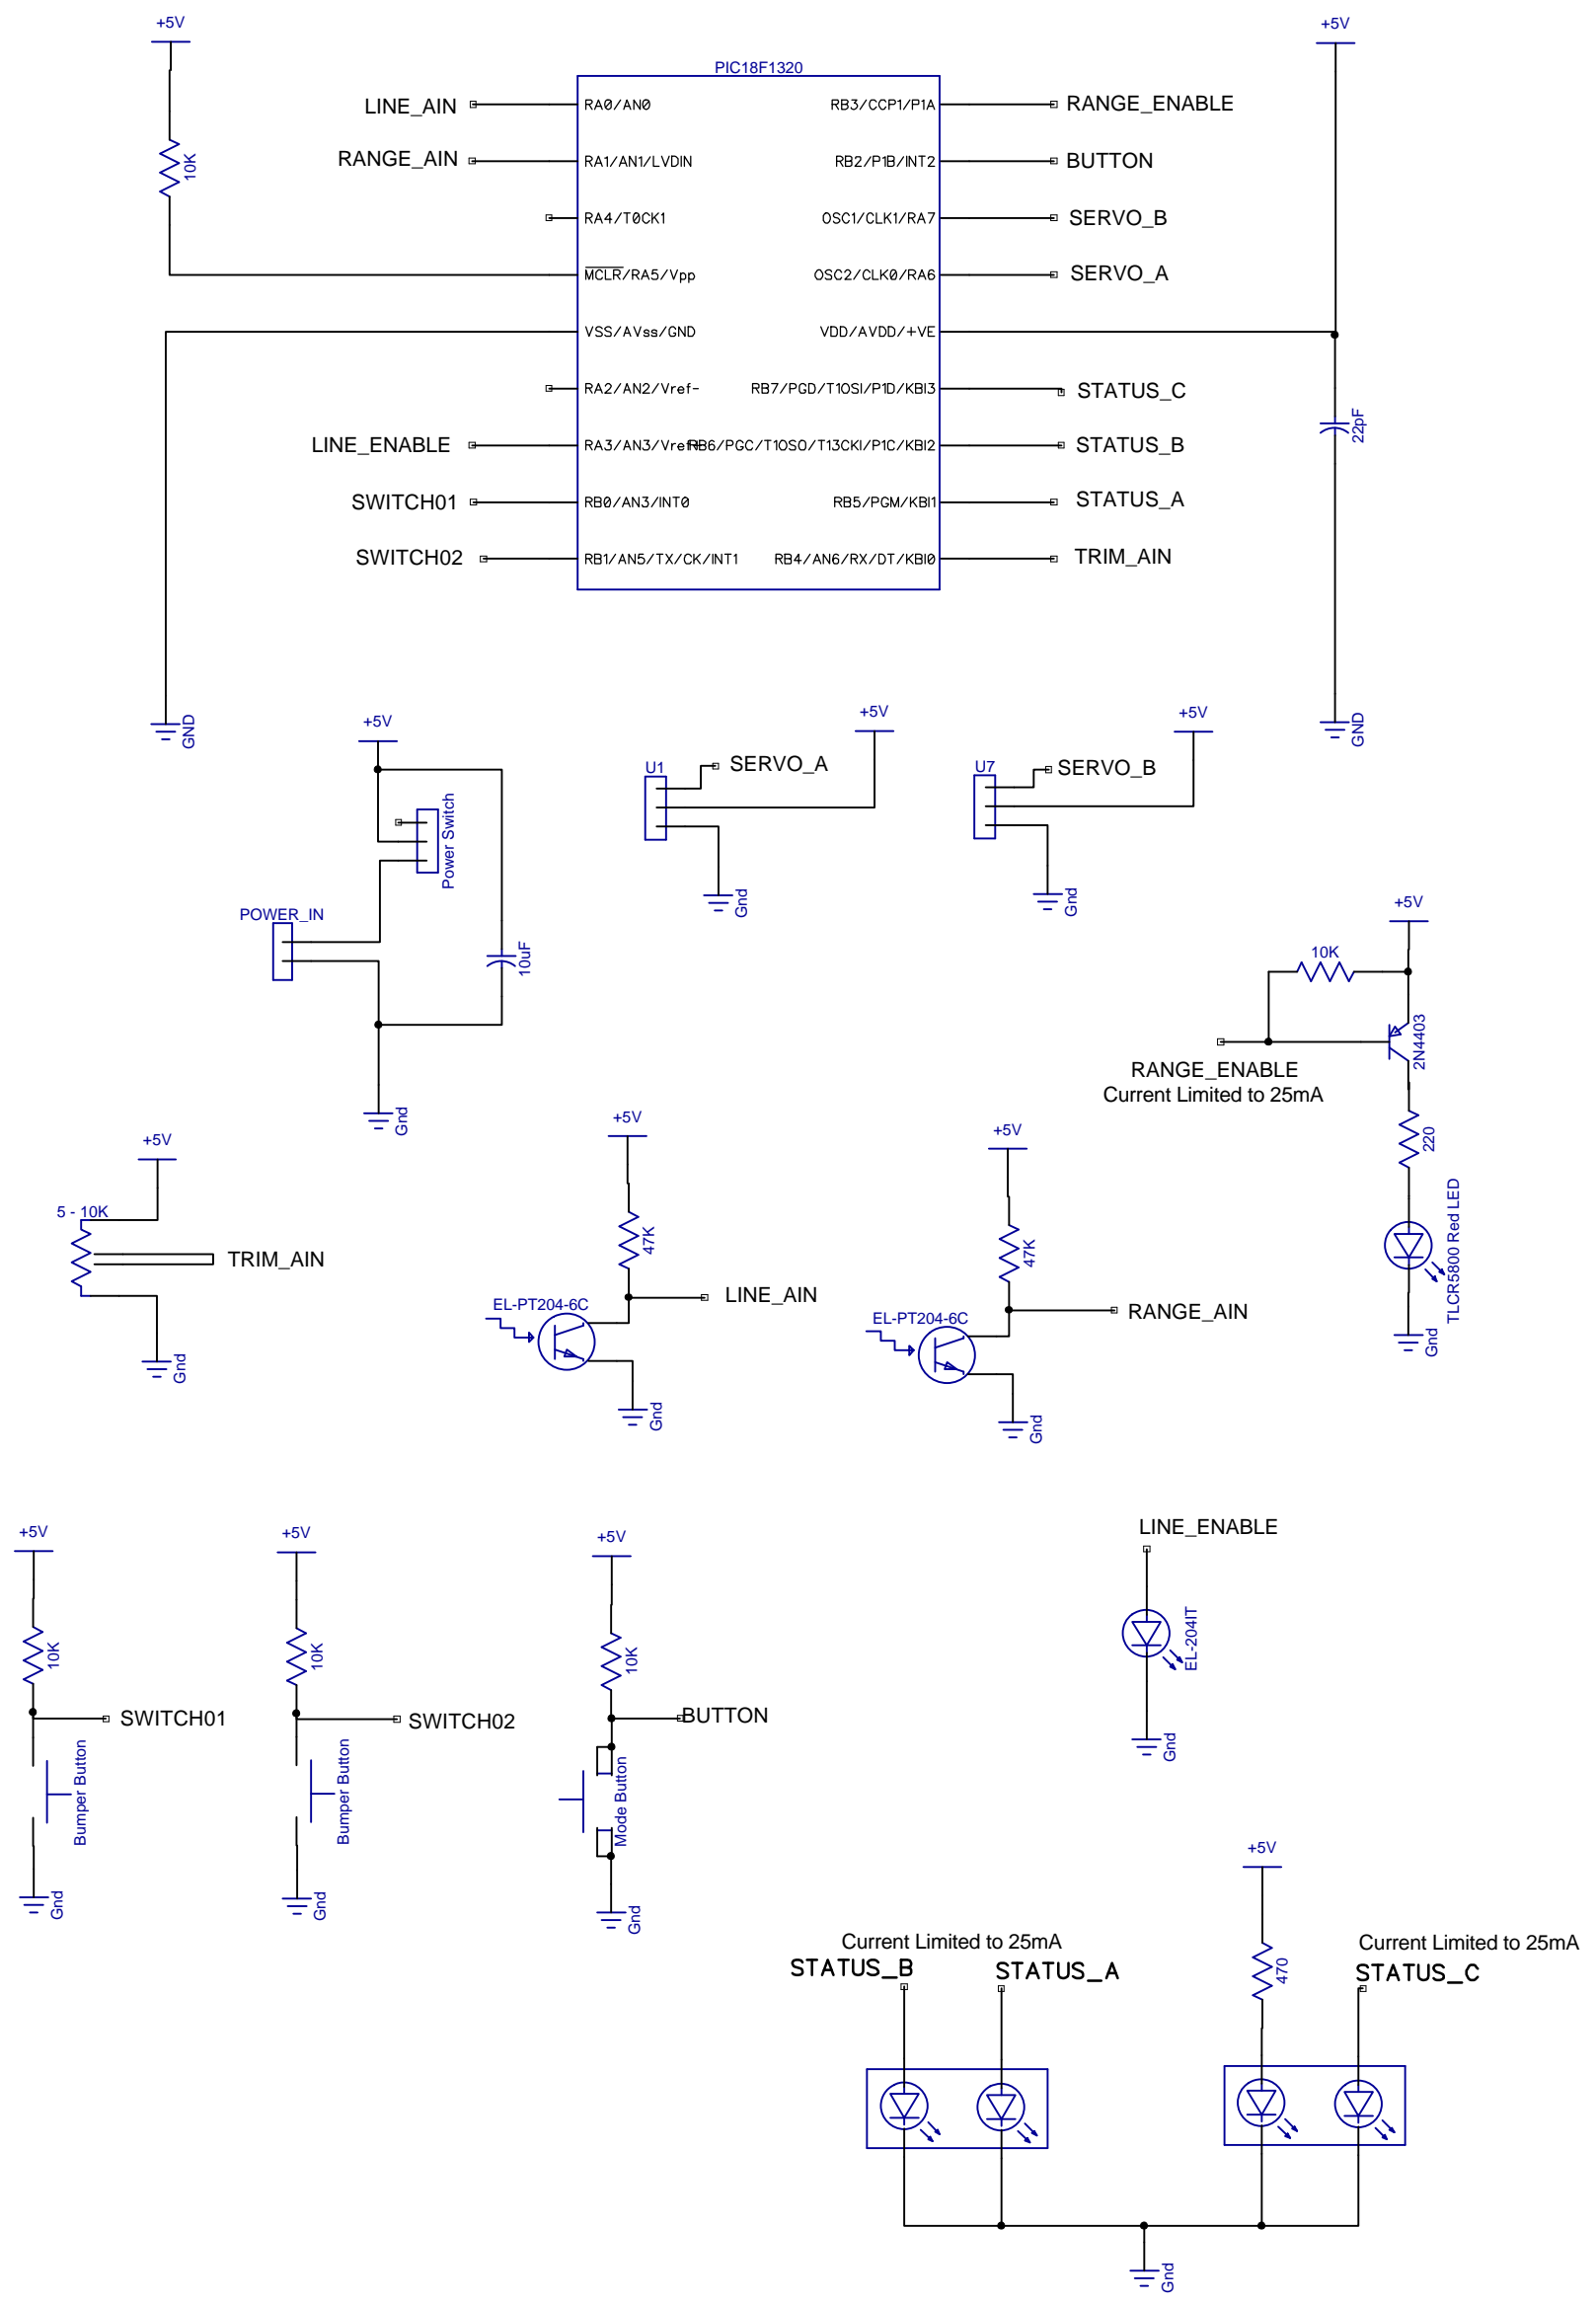 +5V
+5V
PIC18F1320
LINE_AIN
RA0/AN0
RB3/CCP1/P1A
RANGE_ENABLE
10K
RANGE_AIN
RA1/AN1/LVDIN
RB2/P1B/INT2
BUTTON
RA4/T0CK1
OSC1/CLK1/RA7
SERVO_B
MCLR/RA5/Vpp
OSC2/CLK0/RA6
SERVO_A
VSS/AVss/GND
VDD/AVDD/+VE
RA2/AN2/Vref-
RB7/PGD/T1OSI/P1D/KBI3
STATUS_C
22pF
LINE_ENABLE
RA3/AN3/Vref+
RB6/PGC/T1OSO/T13CKI/P1C/KBI2
STATUS_B
SWITCH01
RB0/AN3/INT0
RB5/PGM/KBI1
STATUS_A
SWITCH02
RB1/AN5/TX/CK/INT1
RB4/AN6/RX/DT/KBI0
TRIM_AIN
GND
GND
+5V
+5V
+5V
Power Switch
U1
SERVO_A
U7
SERVO_B
Gnd
Gnd
POWER_IN
10uF
Gnd
+5V
10K
2N4403
RANGE_ENABLE
Current Limited to 25mA
220
TLCR5800 Red LED
Gnd
+5V
5 - 10K
TRIM_AIN
Gnd
+5V
47K
EL-PT204-6C
LINE_AIN
Gnd
+5V
47K
EL-PT204-6C
RANGE_AIN
Gnd
+5V
10K
SWITCH01
Bumper Button
Gnd
+5V
10K
SWITCH02
Bumper Button
Gnd
+5V
10K
BUTTON
Mode Button
Gnd
LINE_ENABLE
EL-204IT
Gnd
Current Limited to 25mA
STATUS_B
STATUS_A
+5V
470
Current Limited to 25mA
STATUS_C
Gnd